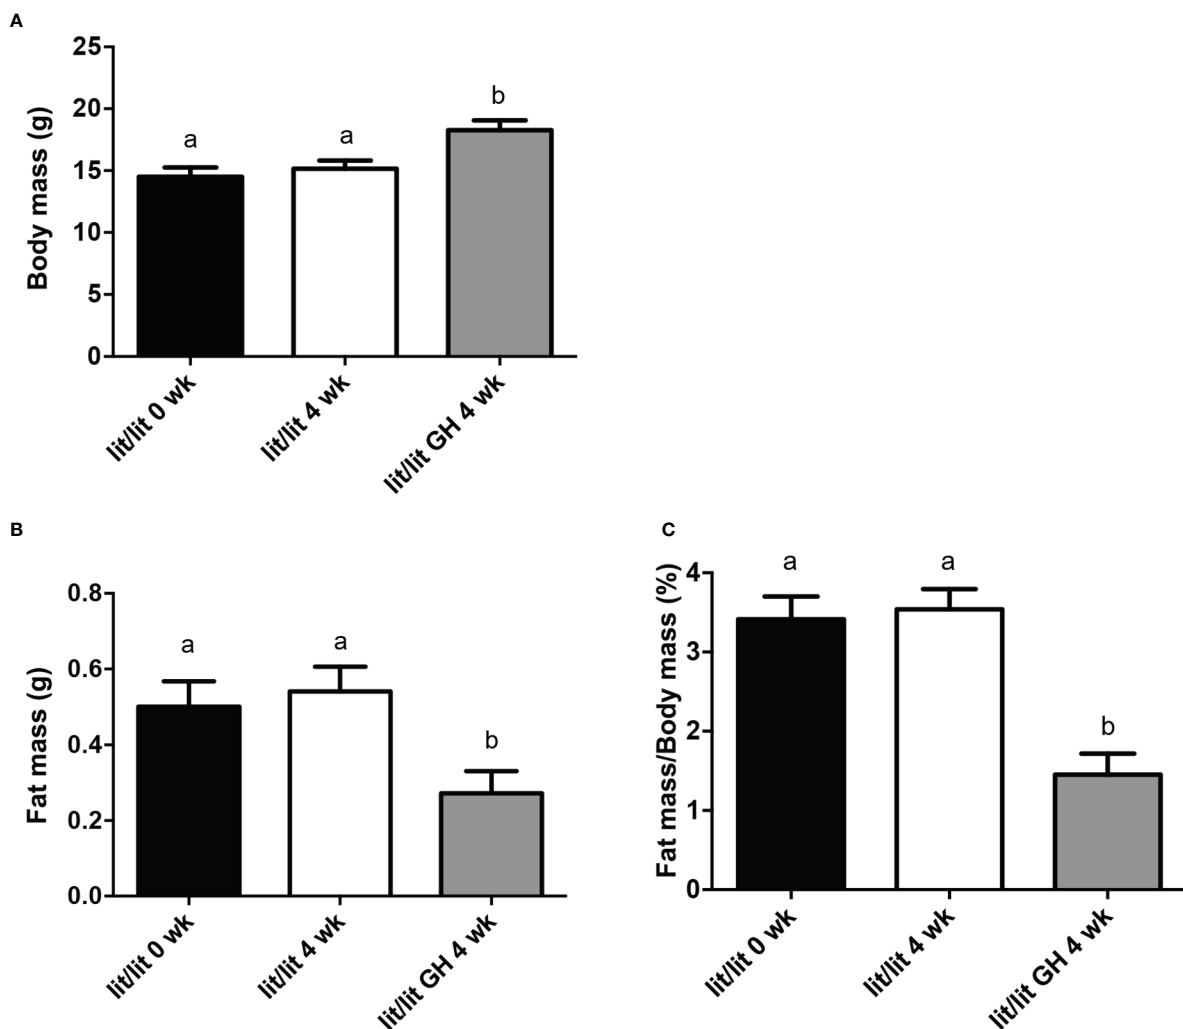 A
Body mass (g)
25
20
15
10
5
0
a
a
b
lit/lit 0 wk
lit/lit 4 wk
lit/lit GH 4 wk
B
Fat mass (g)
0.8
0.6
0.4
0.2
0.0
a
a
b
lit/lit 0 wk
lit/lit 4 wk
lit/lit GH 4 wk
C
Fat mass/Body mass (%)
4
3
2
1
0
a
a
b
lit/lit 0 wk
lit/lit 4 wk
lit/lit GH 4 wk